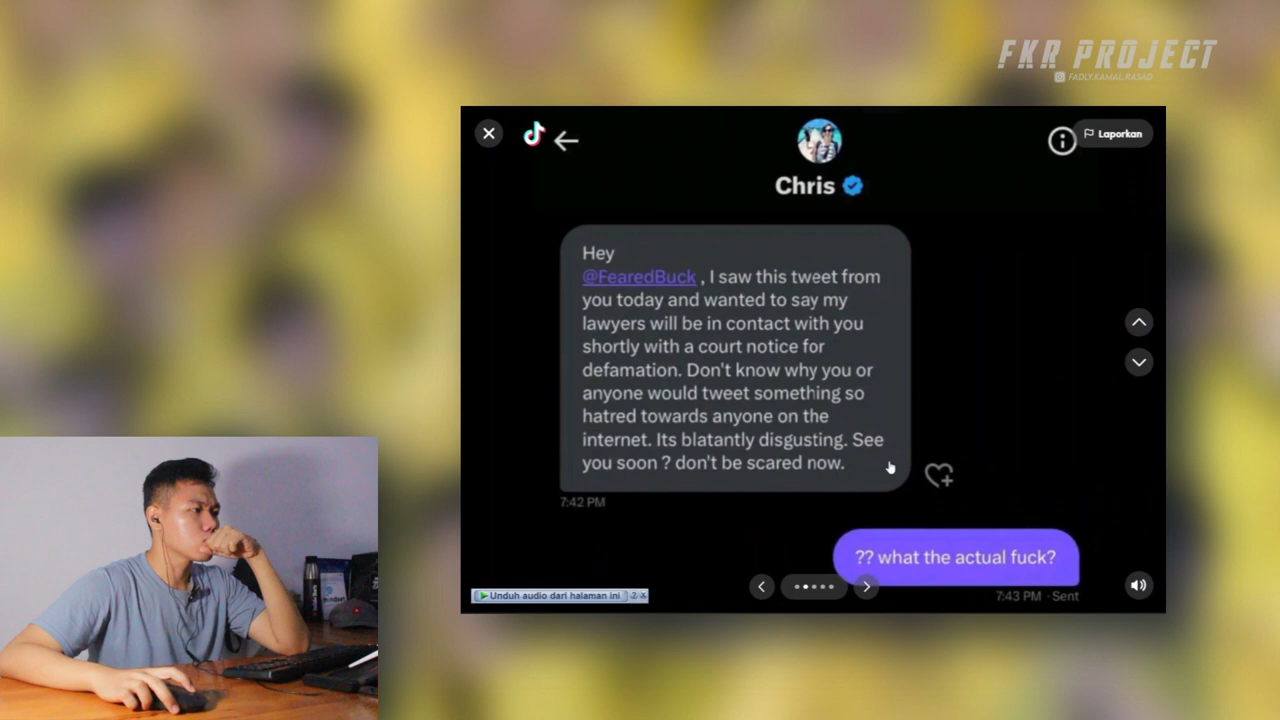 FKR PROJECT
FADLY.KAMAL.RASAD
Laporkan
Chris
Hey
@FearedBuck , I saw this tweet from
you today and wanted to say my
lawyers will be in contact with you
shortly with a court notice for
defamation. Don't know why you or
anyone would tweet something so
hatred towards anyone on the
internet. Its blatantly disgusting. See
you soon ? don't be scared now.
7:42 PM
?? what the actual fuck?
7:43 PM · Sent
Unduh audio dari halaman ini